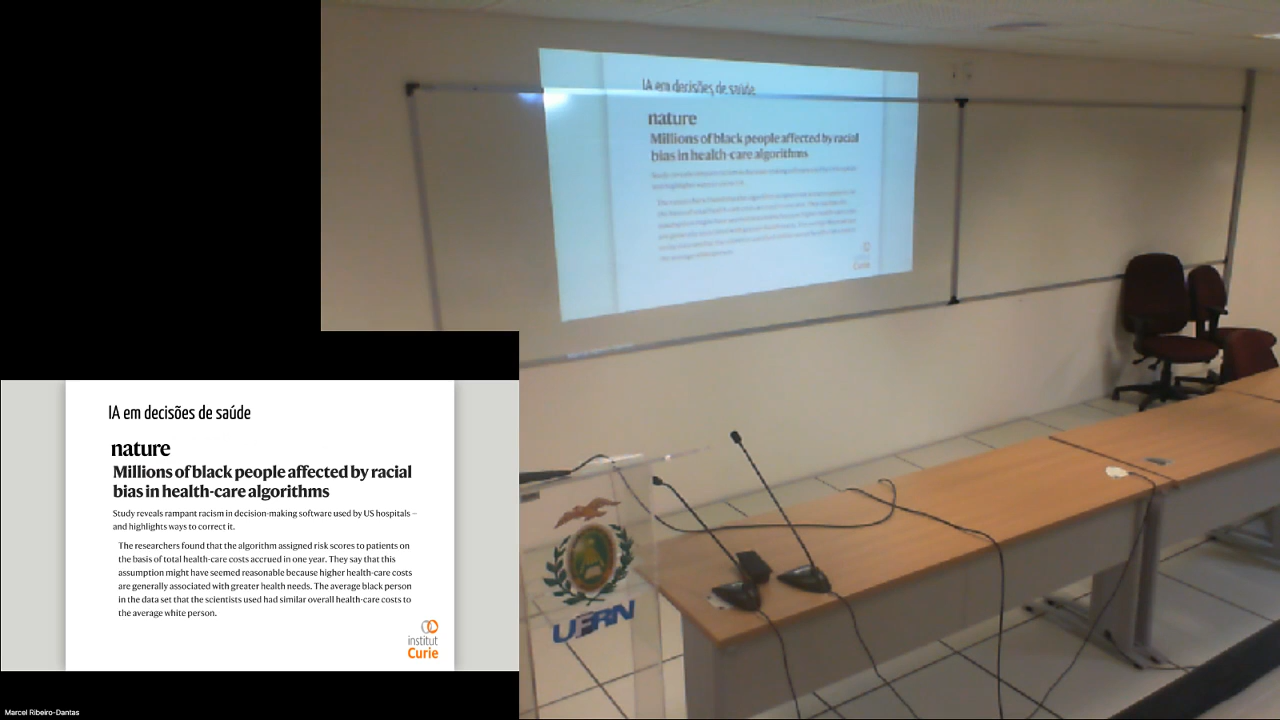 IA em decisões de saúde
nature
Millions of black people affected by racial
bias in health-care algorithms
IA em decisões de saúde
nature
Millions of black people affected by racial
bias in health-care algorithms
Study reveals rampant racism in decision-making software used by US hospitals –
and highlights ways to correct it.
The researchers found that the algorithm assigned risk scores to patients on
the basis of total health-care costs accrued in one year. They say that this
assumption might have seemed reasonable because higher health-care costs
are generally associated with greater health needs. The average black person
in the data set that the scientists used had similar overall health-care costs to
the average white person.
institut
Curie
Curie
UERN
Marcel Ribeiro-Dantas